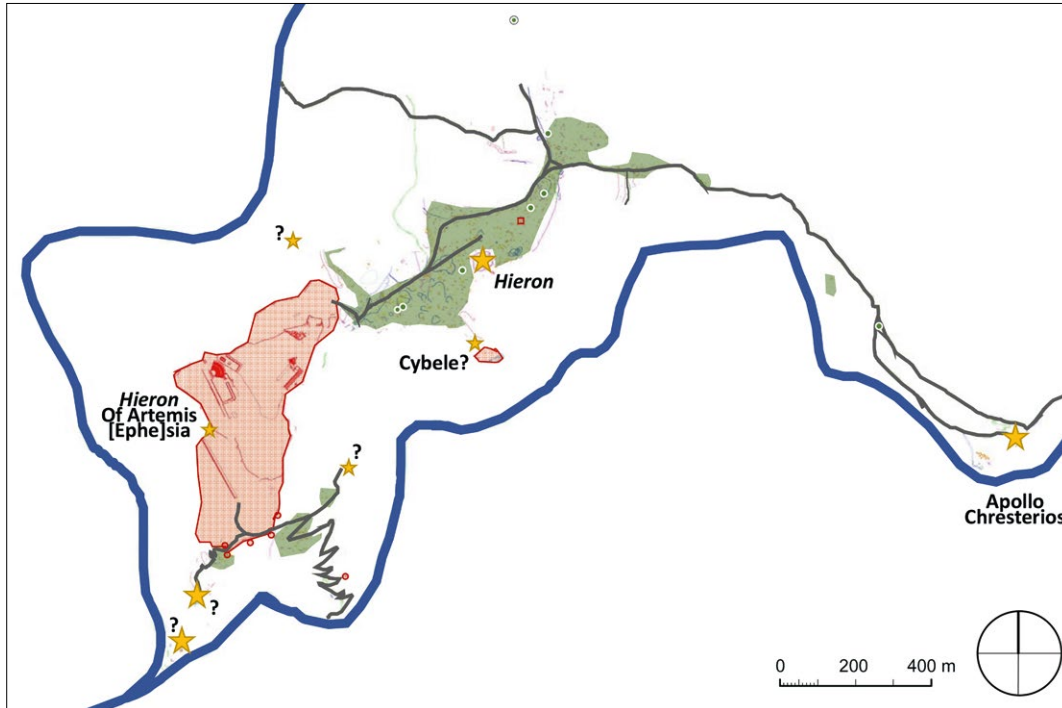 ?
Hieron
Cybele?
Hieron
Of Artemis
[Ephe]sia
?
Apollo
Chresterios
?
?
0 200 400 m